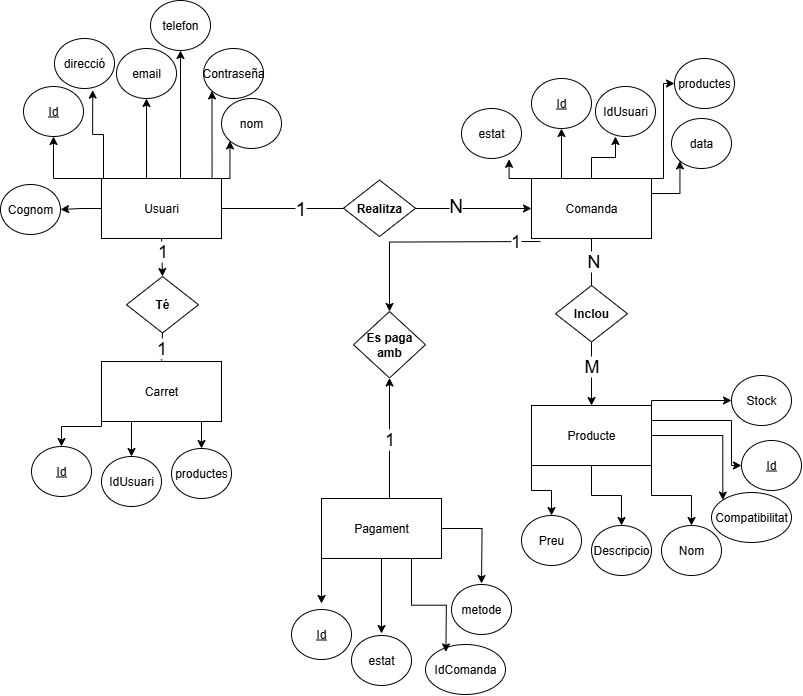 telefon
direcció
email
Contraseña
Id
nom
Cognom
Usuari
1
Realitza
N
Comanda
estat
Id
IdUsuari
productes
data
1
Té
1
Carret
Id
IdUsuari
productes
1
Es paga
amb
1
Pagament
Id
estat
IdComanda
metode
N
Inclou
M
Producte
Stock
Id
Compatibilitat
Preu
Descripcio
Nom